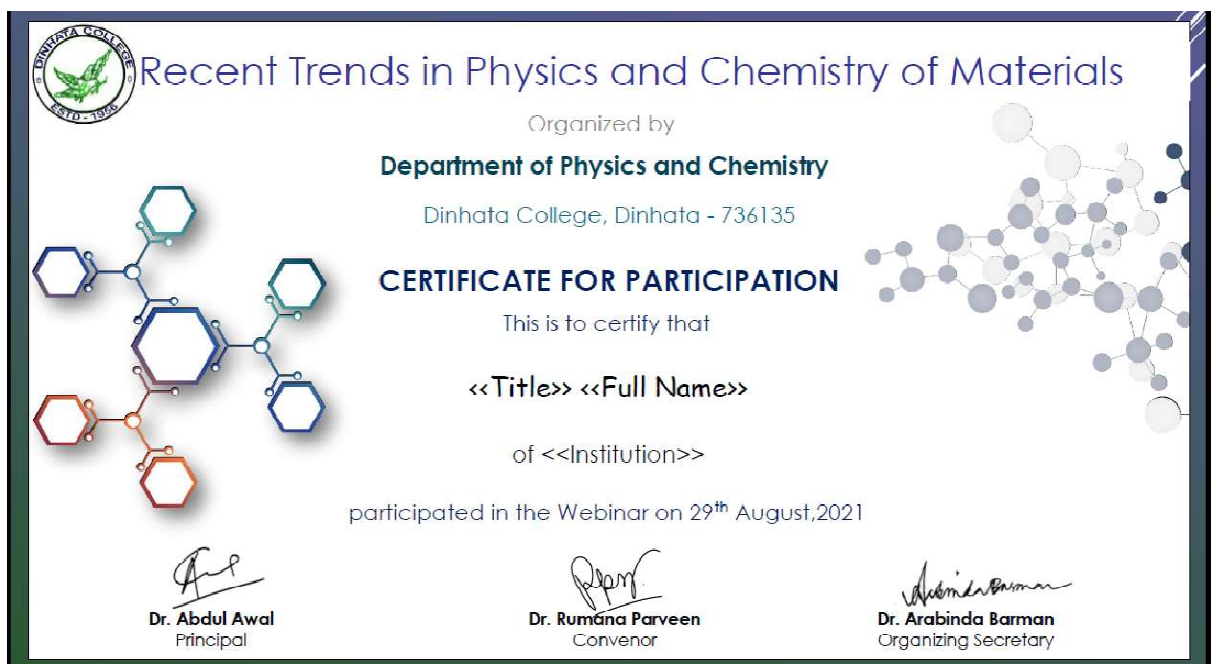 DINHATA COLLEGE
ESTD - 1956
Recent Trends in Physics and Chemistry of Materials
Organized by
Department of Physics and Chemistry
Dinhata College, Dinhata - 736135
CERTIFICATE FOR PARTICIPATION
This is to certify that
<<Title>> <<Full Name>>
of <<Institution>>
participated in the Webinar on 29th August,2021
Arabinda Barman
Dr. Abdul Awal Dr. Rumana Parveen Dr. Arabinda Barman
Principal Convenor Organizing Secretary